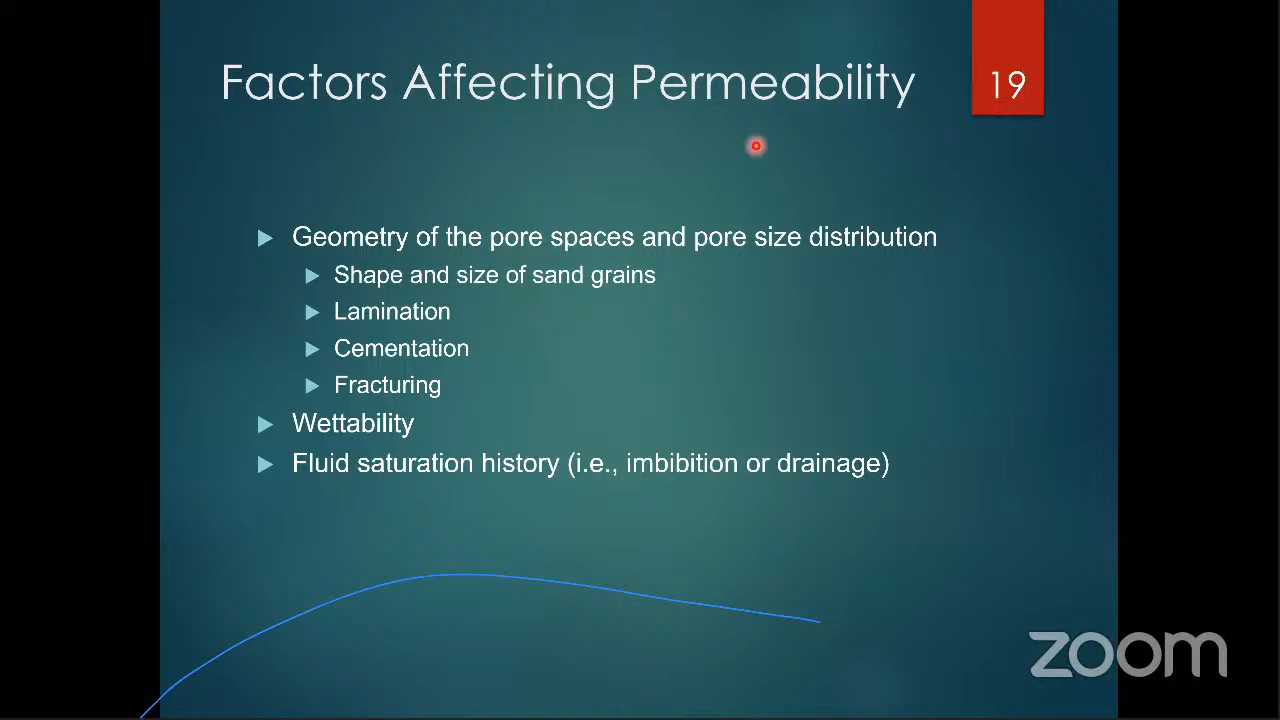 Factors Affecting Permeability
19
Geometry of the pore spaces and pore size distribution
Shape and size of sand grains
Lamination
Cementation
Fracturing
Wettability
Fluid saturation history (i.e., imbibition or drainage)
zoom